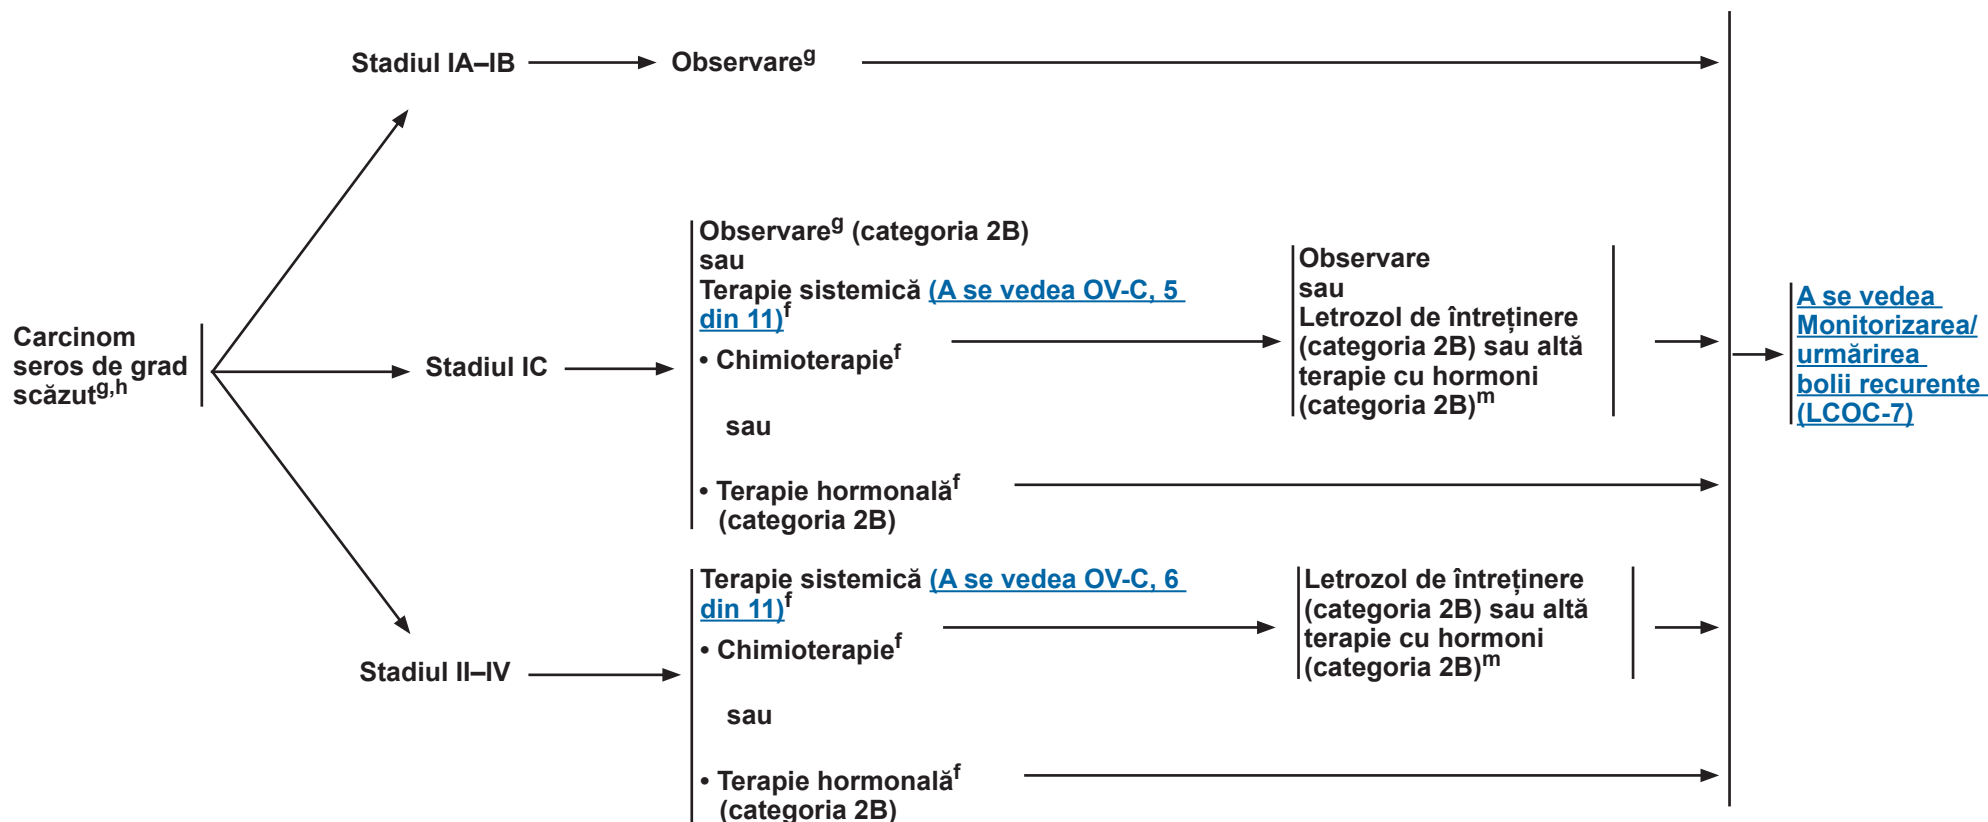 Carcinom
seros de grad
scăzutg,h
Stadiul IA–IB
Observareg
Stadiul IC
Observareg (categoria 2B)
sau
Terapie sistemică (A se vedea OV-C, 5
din 11)f
• Chimioterapief
sau
• Terapie hormonalăf
(categoria 2B)
Observare
sau
Letrozol de întreținere
(categoria 2B) sau altă
terapie cu hormoni
(categoria 2B)m
Stadiul II–IV
Terapie sistemică (A se vedea OV-C, 6
din 11)f
• Chimioterapief
sau
• Terapie hormonalăf
(categoria 2B)
Letrozol de întreținere
(categoria 2B) sau altă
terapie cu hormoni
(categoria 2B)m
A se vedea
Monitorizarea/
urmărirea
bolii recurente
(LCOC-7)